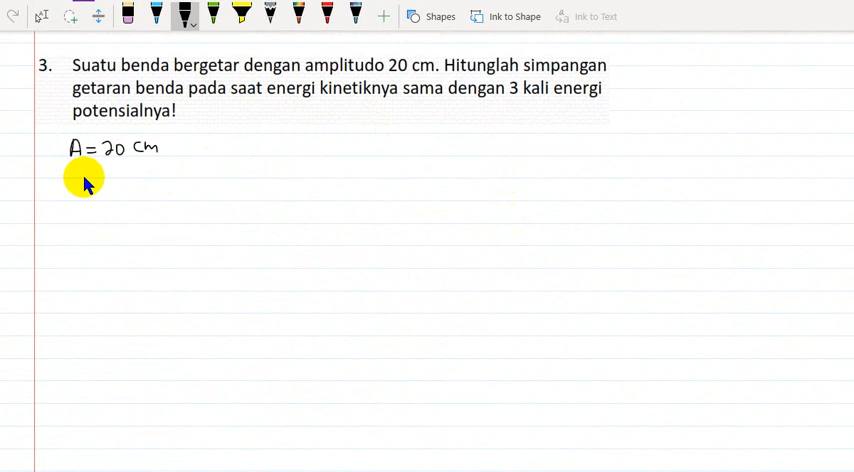 Shapes Ink to Shape Ink to Text
3. Suatu benda bergetar dengan amplitudo 20 cm. Hitunglah simpangan
getaran benda pada saat energi kinetiknya sama dengan 3 kali energi
potensialnya!
A = 20 cm